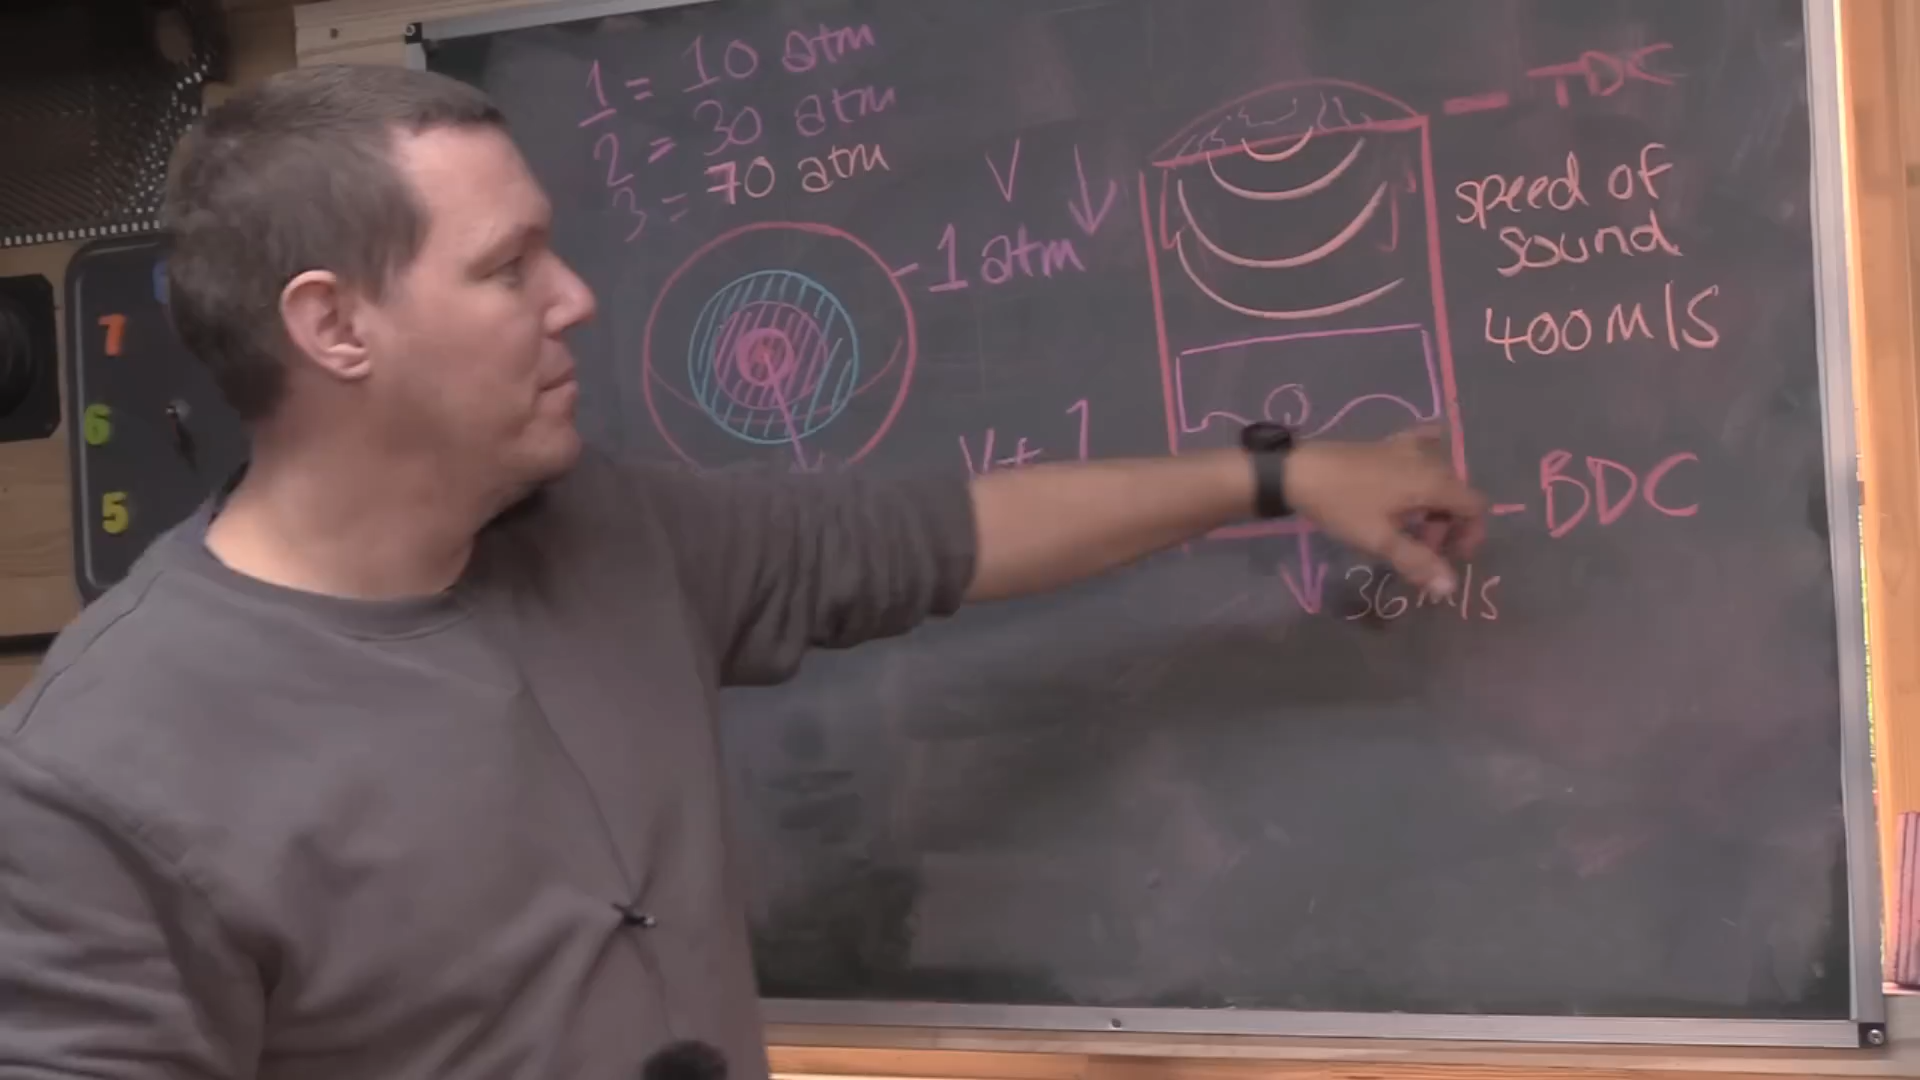 1 = 10 atm
2 = 30 atm
3 = 70 atm
1 atm
V
TDC
speed of
sound
400 M/S
BDC
36 M/S
7
6
5